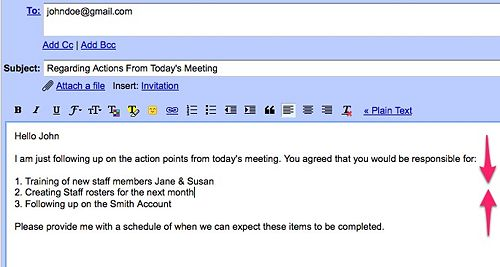 To: johndoe@gmail.com
Add Cc | Add Bcc
Subject: Regarding Actions From Today's Meeting
Attach a file Insert: Invitation
B I U F T T T « Plain Text
Hello John
I am just following up on the action points from today's meeting. You agreed that you would be responsible for:
1. Training of new staff members Jane & Susan
2. Creating Staff rosters for the next month
3. Following up on the Smith Account
Please provide me with a schedule of when we can expect these items to be completed.